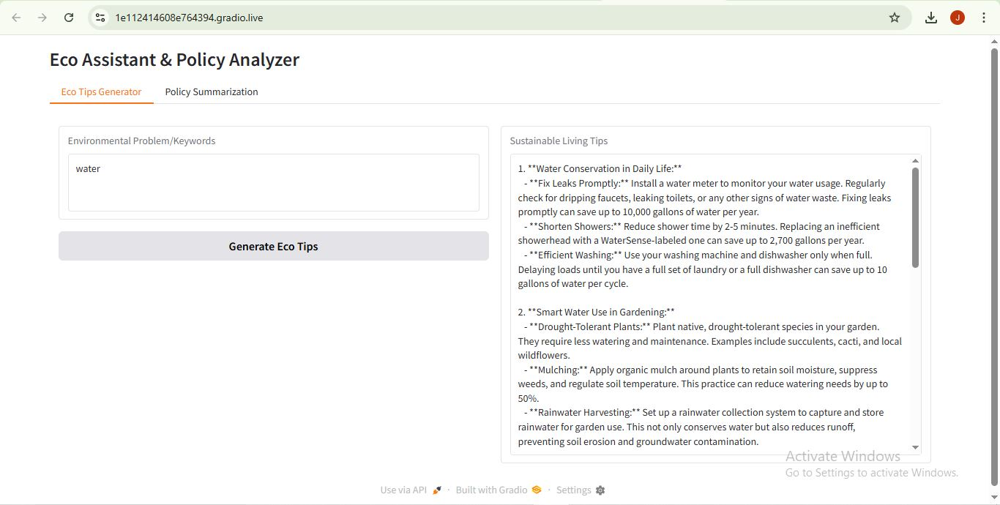 1e112414608e764394.gradio.live
J
Eco Assistant & Policy Analyzer
Eco Tips Generator
Policy Summarization
Environmental Problem/Keywords
water
Generate Eco Tips
Sustainable Living Tips
1. **Water Conservation in Daily Life:**
- **Fix Leaks Promptly:** Install a water meter to monitor your water usage. Regularly
check for dripping faucets, leaking toilets, or any other signs of water waste. Fixing leaks
promptly can save up to 10,000 gallons of water per year.
- **Shorten Showers:** Reduce shower time by 2-5 minutes. Replacing an inefficient
showerhead with a WaterSense-labeled one can save up to 2,700 gallons per year.
- **Efficient Washing:** Use your washing machine and dishwasher only when full.
Delaying loads until you have a full set of laundry or a full dishwasher can save up to 10
gallons of water per cycle.
2. **Smart Water Use in Gardening:**
- **Drought-Tolerant Plants:** Plant native, drought-tolerant species in your garden.
They require less watering and maintenance. Examples include succulents, cacti, and local
wildflowers.
- **Mulching:** Apply organic mulch around plants to retain soil moisture, suppress
weeds, and regulate soil temperature. This practice can reduce watering needs by up to
50%.
- **Rainwater Harvesting:** Set up a rainwater collection system to capture and store
rainwater for garden use. This not only conserves water but also reduces runoff,
preventing soil erosion and groundwater contamination.
Activate Windows
Go to Settings to activate Windows.
Use via API · Built with Gradio · Settings